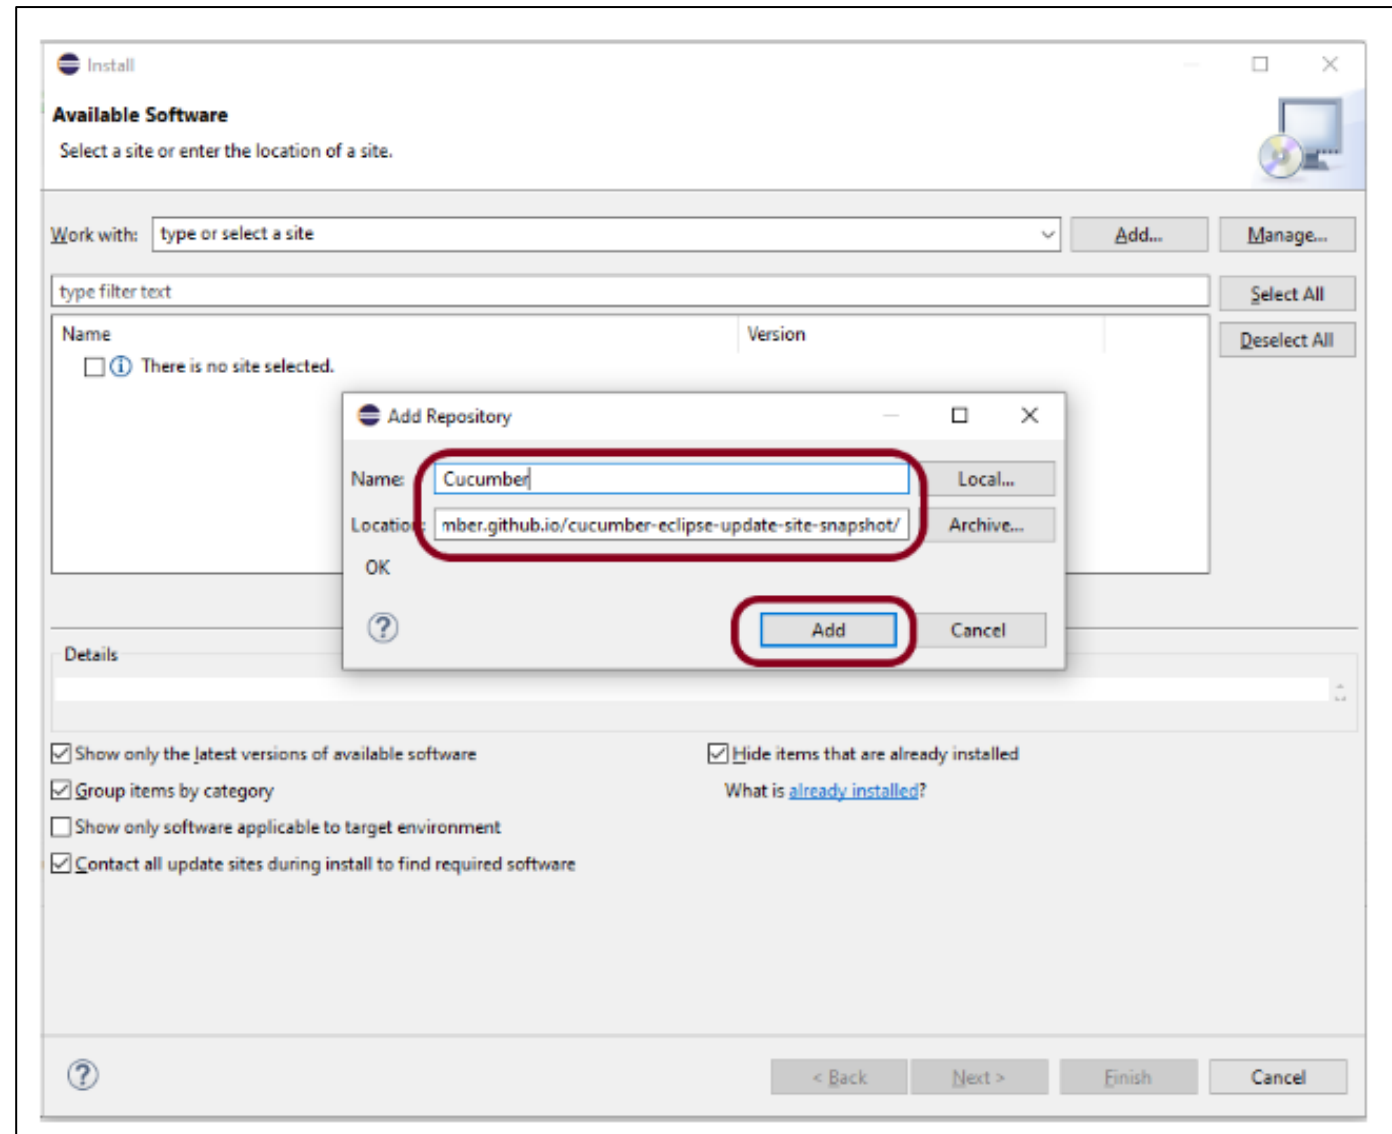 Install
Available Software
Select a site or enter the location of a site.
Work with: type or select a site Add... Manage...
type filter text Select All
Name Version Deselect All
There is no site selected.
Add Repository
Name: Cucumber Local...
Location: mber.github.io/cucumber-eclipse-update-site-snapshot/ Archive...
OK
Add Cancel
Details
Show only the latest versions of available software Hide items that are already installed
Group items by category What is already installed?
Show only software applicable to target environment
Contact all update sites during install to find required software
< Back Next > Finish Cancel